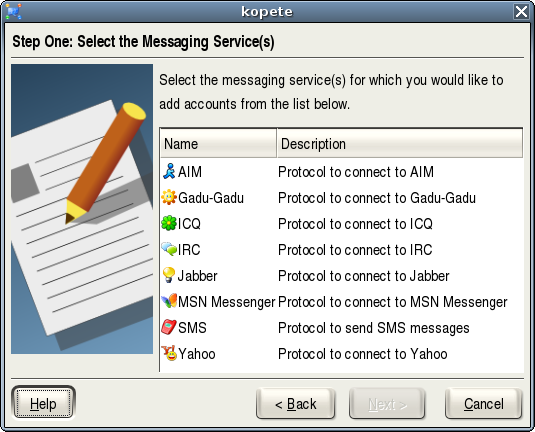 kopete
Step One: Select the Messaging Service(s)
Select the messaging service(s) for which you would like to
add accounts from the list below.
Name Description
AIM Protocol to connect to AIM
Gadu-Gadu Protocol to connect to Gadu-Gadu
ICQ Protocol to connect to ICQ
IRC Protocol to connect to IRC
Jabber Protocol to connect to Jabber
MSN Messenger Protocol to connect to MSN Messenger
SMS Protocol to send SMS messages
Yahoo Protocol to connect to Yahoo
Help < Back Next > Cancel